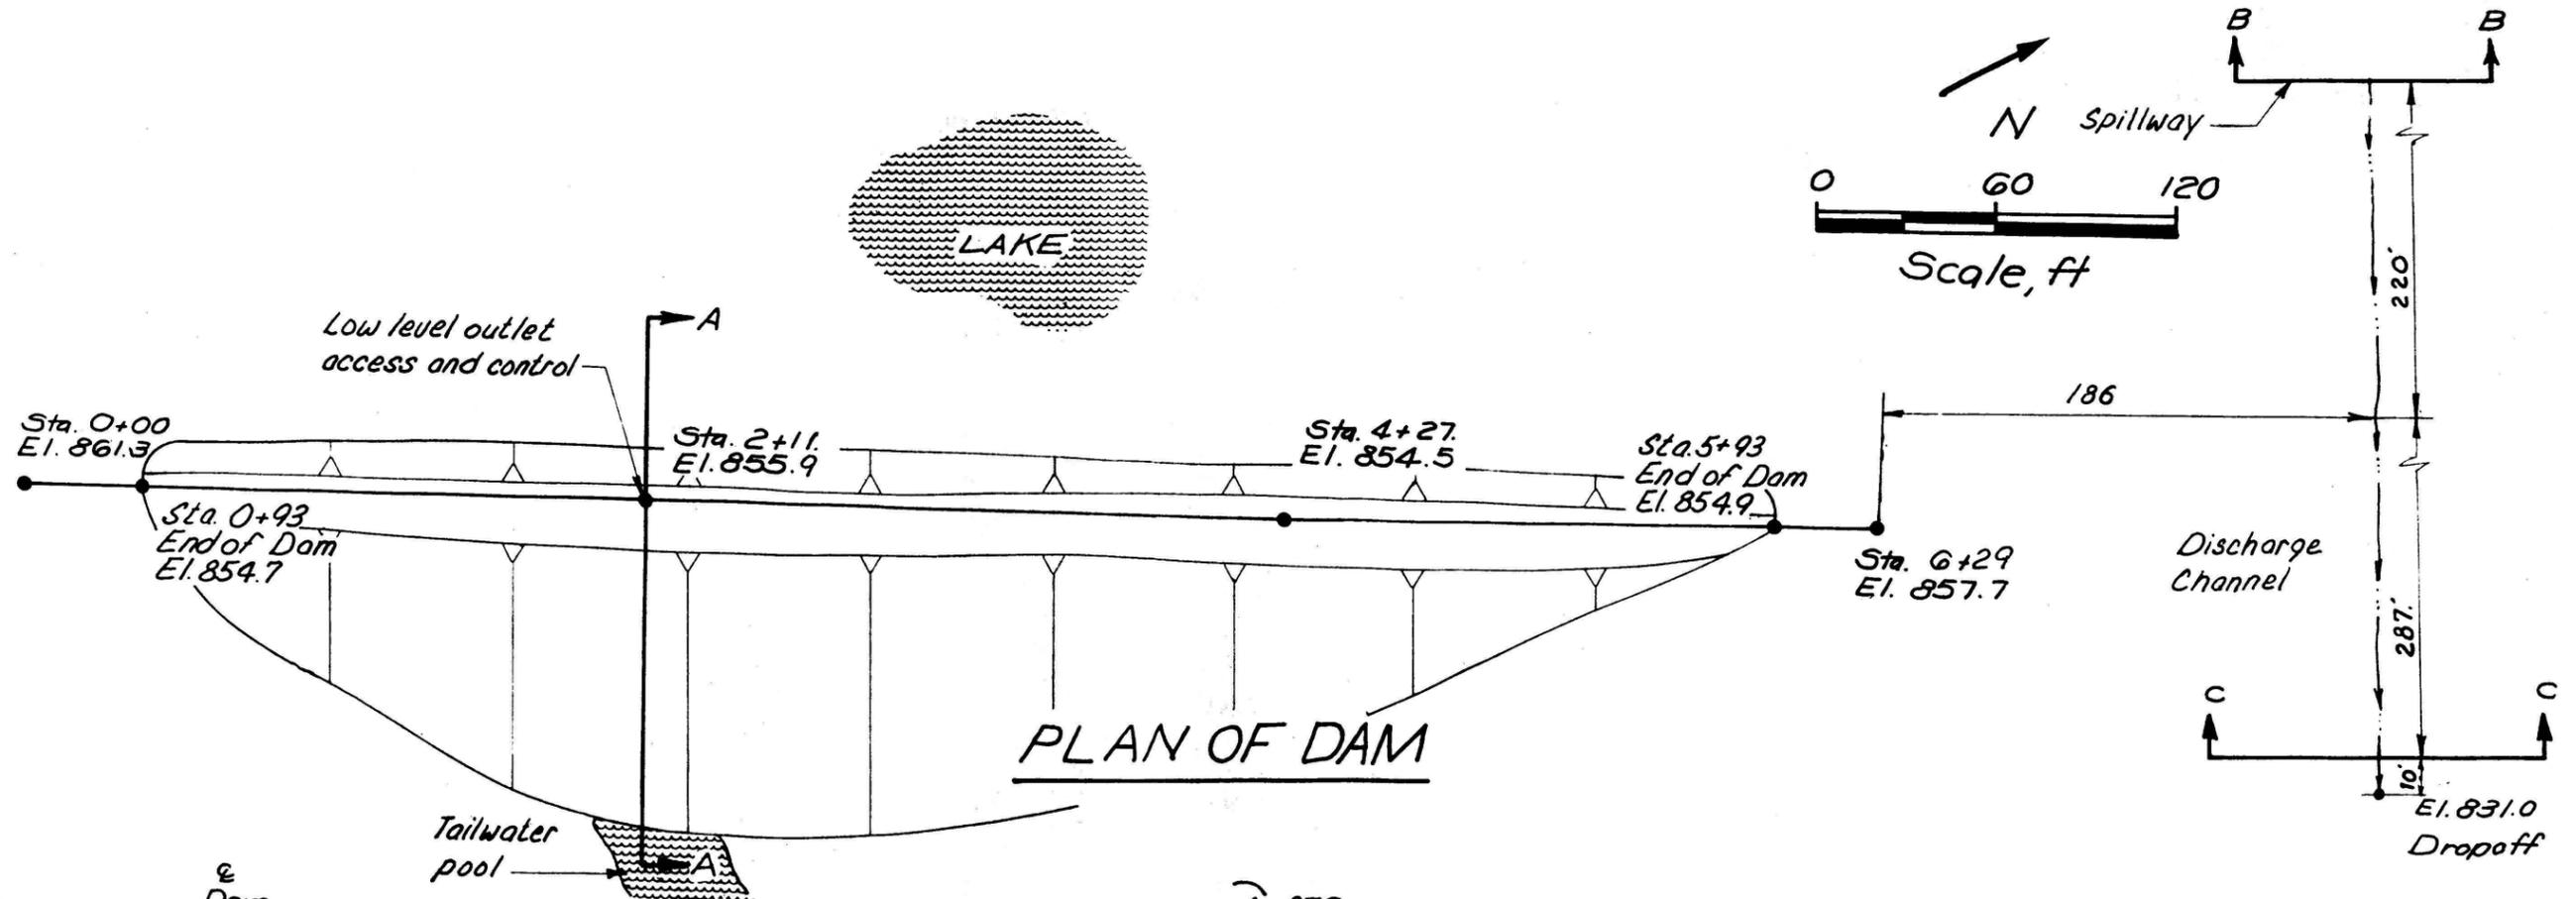 B
B
N
Spillway
0
60
120
Scale, ft
LAKE
220'
Low level outlet
access and control
A
186
Sta. 0+00
El. 861.3
Sta. 2+11.
El. 855.9
Sta. 4+27.
El. 854.5
Sta. 5+93
End of Dam
El. 854.9
Sta. 0+93
End of Dam
El. 854.7
Sta. 6+29
El. 857.7
Discharge
Channel
287'
C
C
PLAN OF DAM
10'
El. 831.0
Dropoff
Tailwater
pool
A
℄